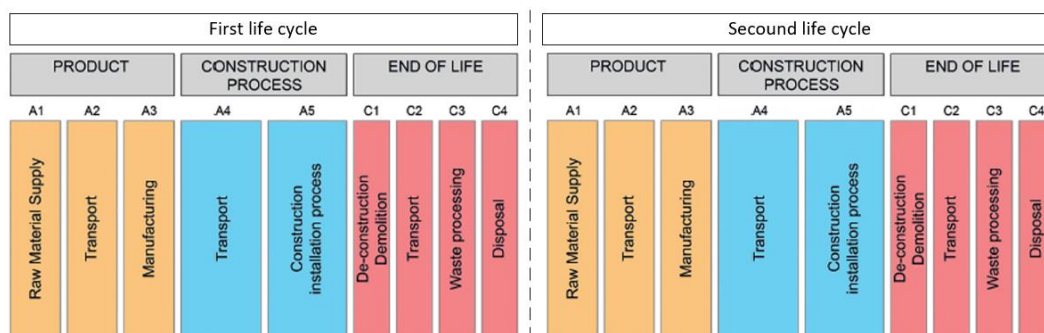 First life cycle
Secound life cycle
PRODUCT
CONSTRUCTION
PROCESS
END OF LIFE
PRODUCT
CONSTRUCTION
PROCESS
END OF LIFE
A1
A2
A3
.A4
A5
C1
C2
C3
C4
A1
A2
A3
A4
A5
C1
C2
C3
C4
Raw Material Supply
Transport
Manufacturing
Transport
Construction
installation process
De-construction
Demolition
Transport
Waste processing
Disposal
Raw Material Supply
Transport
Manufacturing
Transport
Construction
installation process
De-construction
Demolition
Transport
Waste processing
Disposal